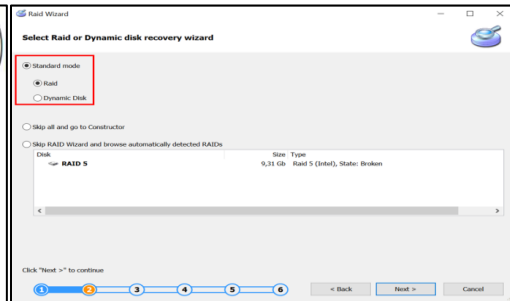 Raid Wizard
Select Raid or Dynamic disk recovery wizard
Standard mode
Raid
Dynamic Disk
Skip all and go to Constructor
Skip RAID Wizard and browse automatically detected RAIDs
Disk Size Type
RAID 5 9,31 Gb Raid 5 (Intel), State: Broken
Click "Next >" to continue
1 2 3 4 5 6 < Back Next > Cancel